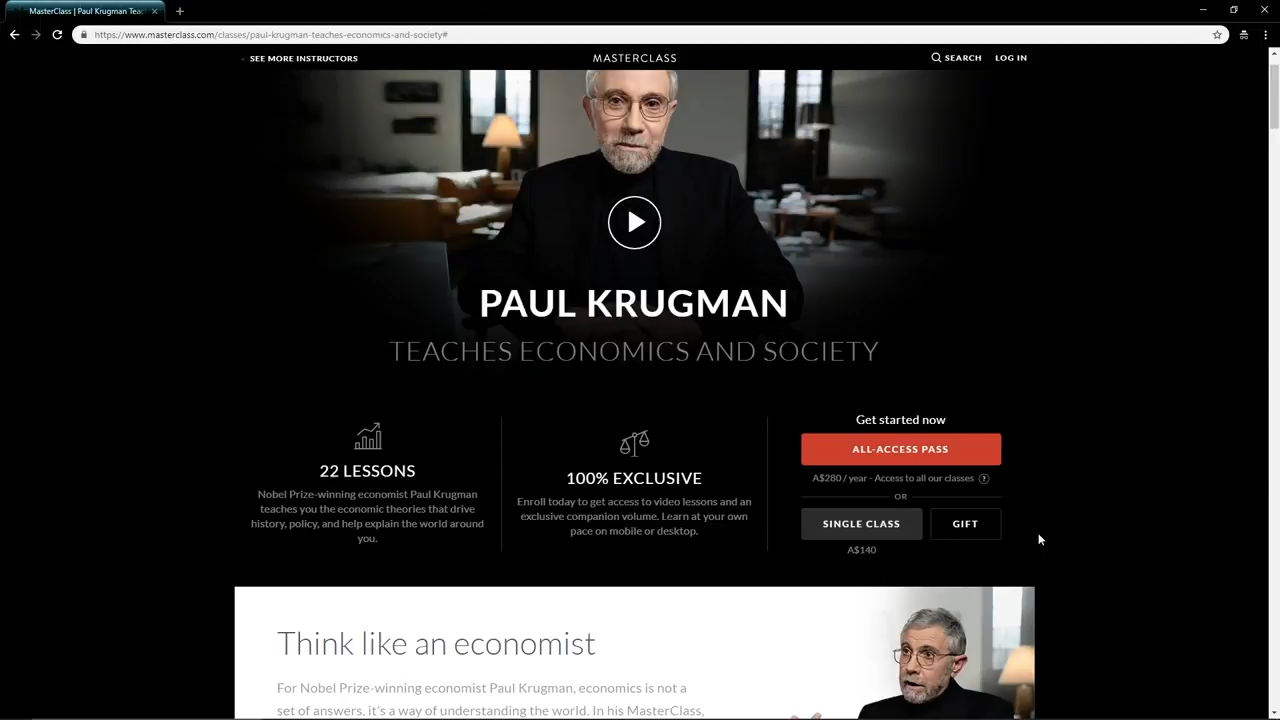 MasterClass | Paul Krugman Teac
https://www.masterclass.com/classes/paul-krugman-teaches-economics-and-society#
SEE MORE INSTRUCTORS
MASTERCLASS
SEARCH
LOG IN
PAUL KRUGMAN
TEACHES ECONOMICS AND SOCIETY
22 LESSONS
Nobel Prize-winning economist Paul Krugman
teaches you the economic theories that drive
history, policy, and help explain the world around
you.
100% EXCLUSIVE
Enroll today to get access to video lessons and an
exclusive companion volume. Learn at your own
pace on mobile or desktop.
Get started now
ALL-ACCESS PASS
A$280 / year - Access to all our classes ?
OR
SINGLE CLASS
GIFT
A$140
Think like an economist
For Nobel Prize-winning economist Paul Krugman, economics is not a
set of answers, it's a way of understanding the world. In his MasterClass,